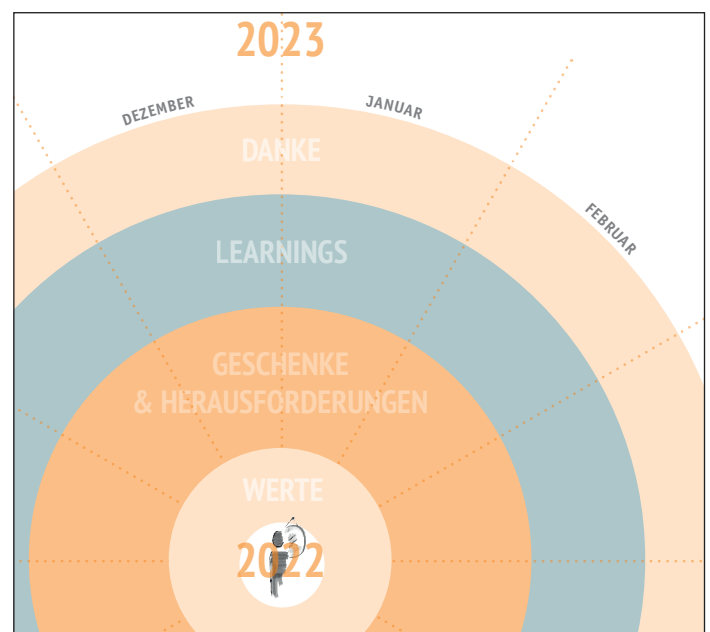 2023
DEZEMBER
JANUAR
DANKE
FEBRUAR
LEARNINGS
GESCHENKE
& HERAUSFORDERUNGEN
WERTE
2022